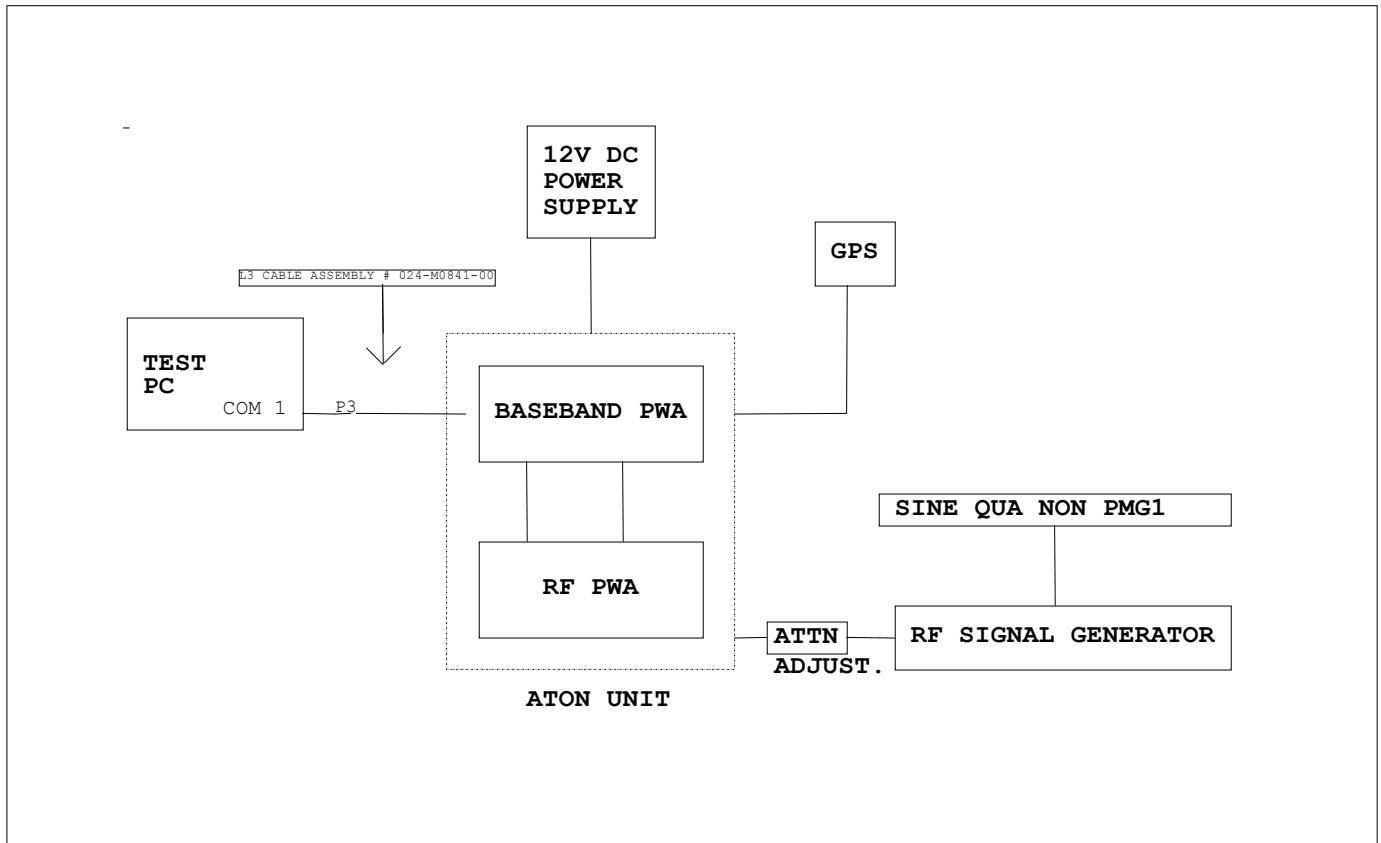 -
12V DC
POWER
SUPPLY
GPS
L3 CABLE ASSEMBLY # 024-M0841-00
TEST
PC
COM 1
P3
BASEBAND PWA
SINE QUA NON PMG1
RF PWA
ATTN
ADJUST.
RF SIGNAL GENERATOR
ATON UNIT